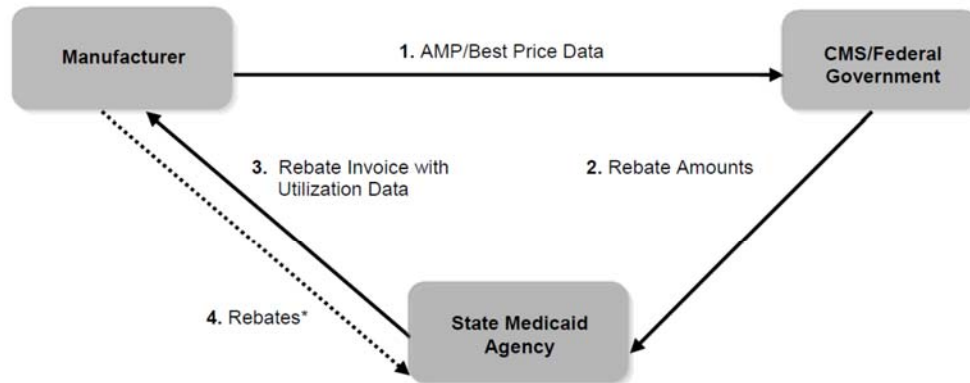 Manufacturer
1. AMP/Best Price Data
CMS/Federal
Government
3. Rebate Invoice with
Utilization Data
2. Rebate Amounts
4. Rebates*
State Medicaid
Agency